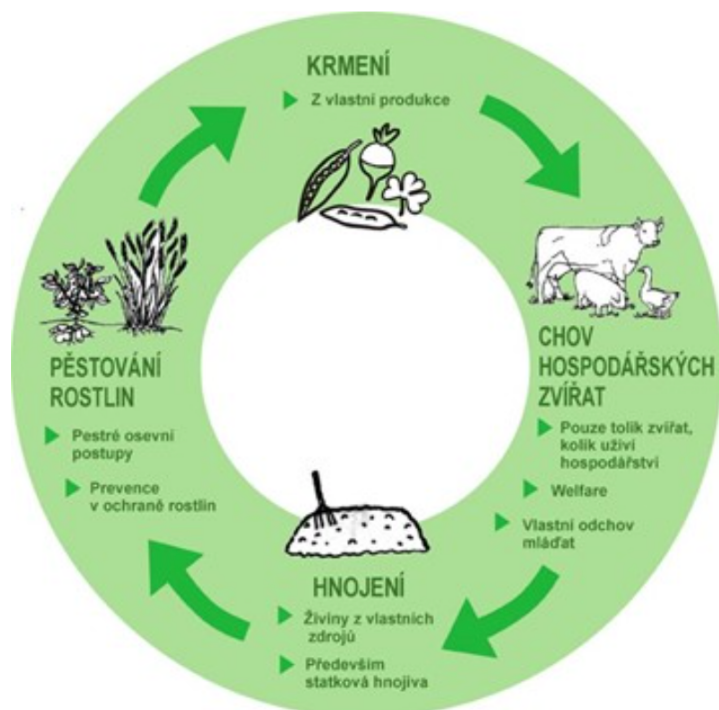 KRMENÍ
Z vlastní produkce
CHOV
HOSPODÁŘSKÝCH
ZVÍŘAT
Pouze tolik zvířat,
kolik uživí
hospodářství
Welfare
Vlastní odchov
mláďat
HNOJENÍ
Živiny z vlastních
zdrojů
Především
statková hnojiva
PĚSTOVÁNÍ
ROSTLIN
Pestré osevní
postupy
Prevence
v ochraně rostlin